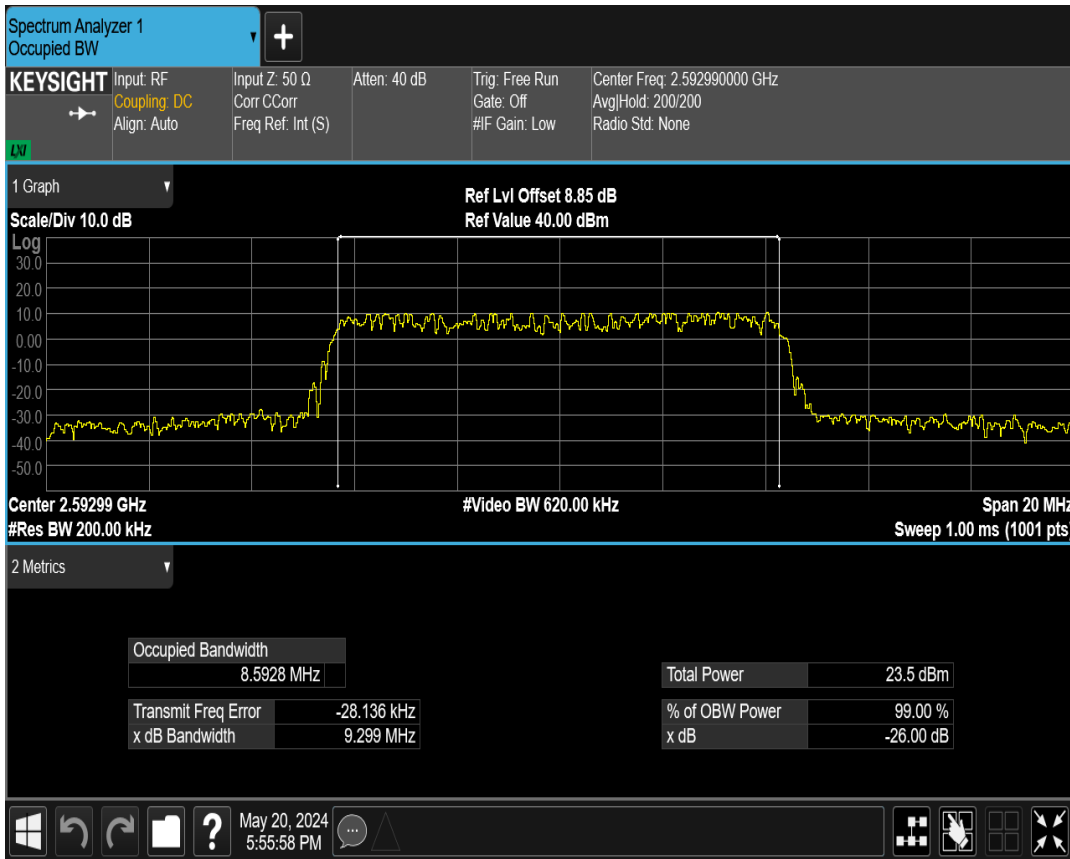 Spectrum Analyzer 1
Occupied BW
KEYSIGHT
LXI
Input: RF
Coupling: DC
Align: Auto
Input Z: 50 Ω
Corr CCorr
Freq Ref: Int (S)
Atten: 40 dB
Trig: Free Run
Gate: Off
#IF Gain: Low
Center Freq: 2.592990000 GHz
Avg|Hold: 200/200
Radio Std: None
1 Graph
Scale/Div 10.0 dB
Ref Lvl Offset 8.85 dB
Ref Value 40.00 dBm
Log
30.0
20.0
10.0
0.00
-10.0
-20.0
-30.0
-40.0
-50.0
Center 2.59299 GHz
#Video BW 620.00 kHz
Span 20 MHz
#Res BW 200.00 kHz
Sweep 1.00 ms (1001 pts)
2 Metrics
Occupied Bandwidth
8.5928 MHz
Total Power 23.5 dBm
Transmit Freq Error -28.136 kHz
% of OBW Power 99.00 %
x dB Bandwidth 9.299 MHz
x dB -26.00 dB
May 20, 2024
5:55:58 PM